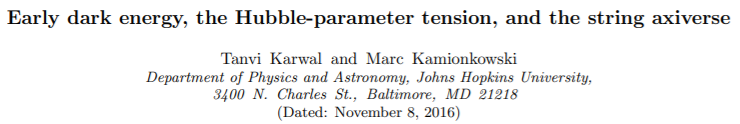 Early dark energy, the Hubble-parameter tension, and the string axiverse
Tanvi Karwal and Marc Kamionkowski
Department of Physics and Astronomy, Johns Hopkins University,
3400 N. Charles St., Baltimore, MD 21218
(Dated: November 8, 2016)